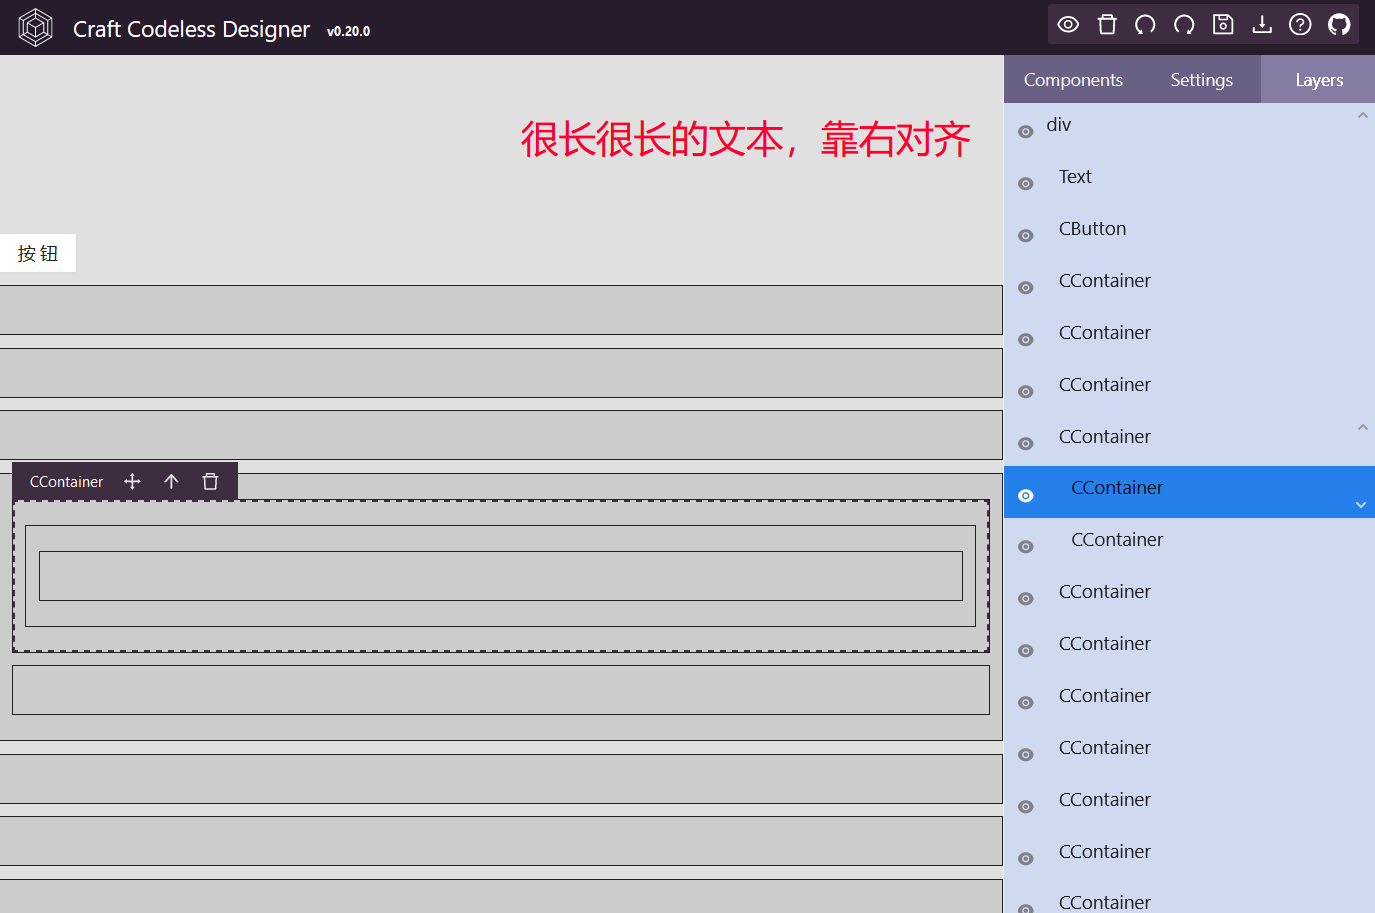 Craft Codeless Designer v0.20.0
Components Settings Layers
很长很长的文本，靠右对齐
按 钮
CContainer
div
Text
CButton
CContainer
CContainer
CContainer
CContainer
CContainer
CContainer
CContainer
CContainer
CContainer
CContainer
CContainer
CContainer
CContainer